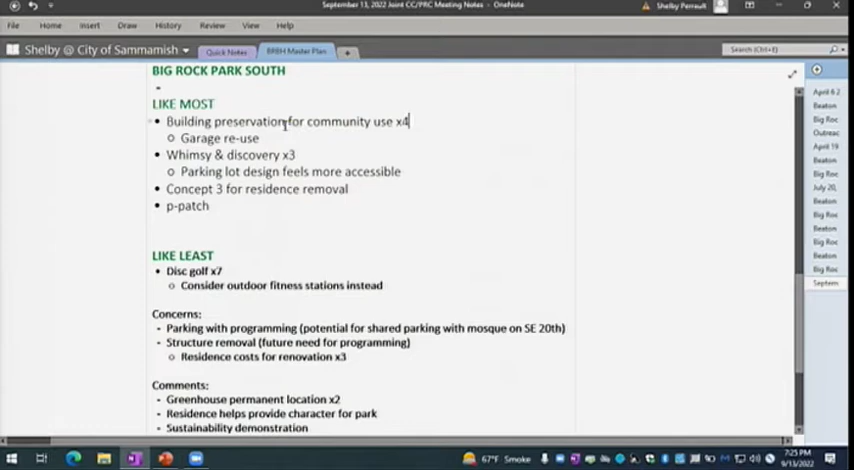 September 13, 2022 Joint CC/PRC Meeting Notes - OneNote
Shelby Perrault
File Home Insert Draw History Review View Help
Shelby @ City of Sammamish
Quick Notes
BRBH Master Plan
+
Search (Ctrl+E)
BIG ROCK PARK SOUTH
-
LIKE MOST
• Building preservation for community use x4
o Garage re-use
• Whimsy & discovery x3
o Parking lot design feels more accessible
• Concept 3 for residence removal
• p-patch
LIKE LEAST
• Disc golf x7
o Consider outdoor fitness stations instead
Concerns:
- Parking with programming (potential for shared parking with mosque on SE 20th)
- Structure removal (future need for programming)
o Residence costs for renovation x3
Comments:
- Greenhouse permanent location x2
- Residence helps provide character for park
- Sustainability demonstration
April 6 2
Beaton
Big Roc
Outreac
April 19
Beaton
Big Roc
July 20,
Beaton
Big Roc
Beaton
Big Roc
Beaton
Big Roc
Septem
67°F Smoke
7:25 PM
9/13/2022